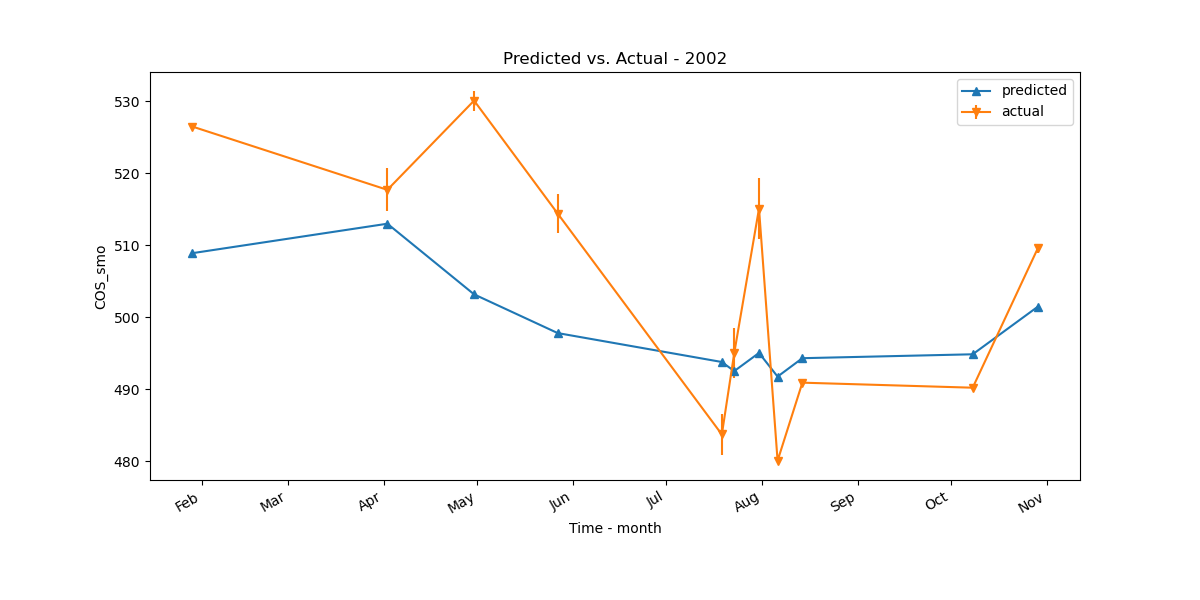 Predicted vs. Actual - 2002
predicted
actual
COS_smo
530
520
510
500
490
480
Feb
Mar
Apr
May
Jun
Jul
Aug
Sep
Oct
Nov
Time - month